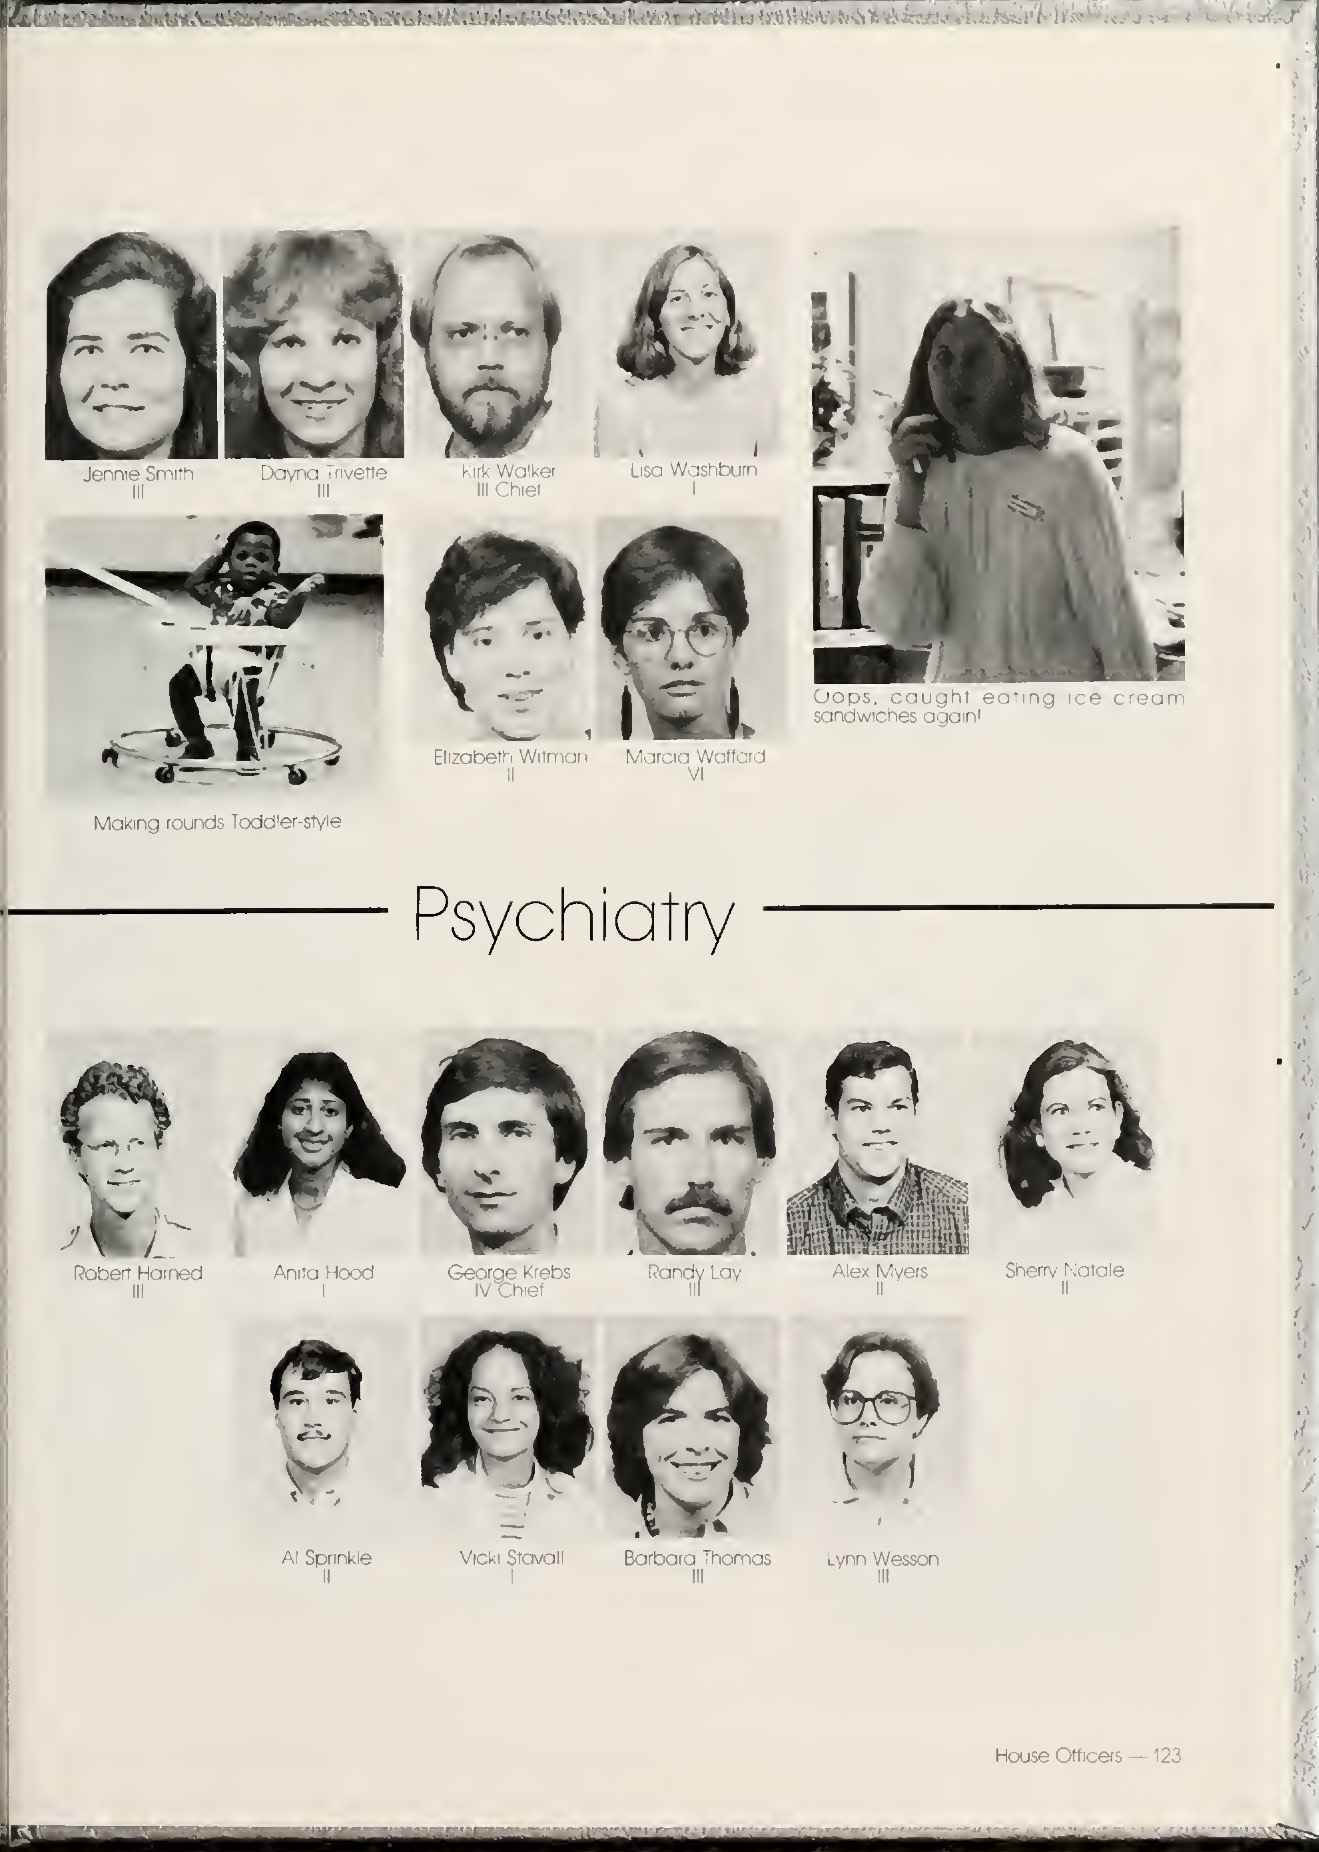 Jennie Smith
III
Dayna Trivette
III
Kirk Walker
III Chief
Lisa Washburn
I
Oops, caught eating ice cream
sandwiches again!
Elizabeth Witman
II
Marcia Wofford
VI
Making rounds Toddler-style
Psychiatry
Robert Harned
III
Anita Hood
I
George Krebs
IV Chief
Randy Lay
III
Alex Myers
II
Sherry Natale
II
Al Sprinkle
II
Vicki Stovall
I
Barbara Thomas
III
Lynn Wesson
III
House Officers — 123